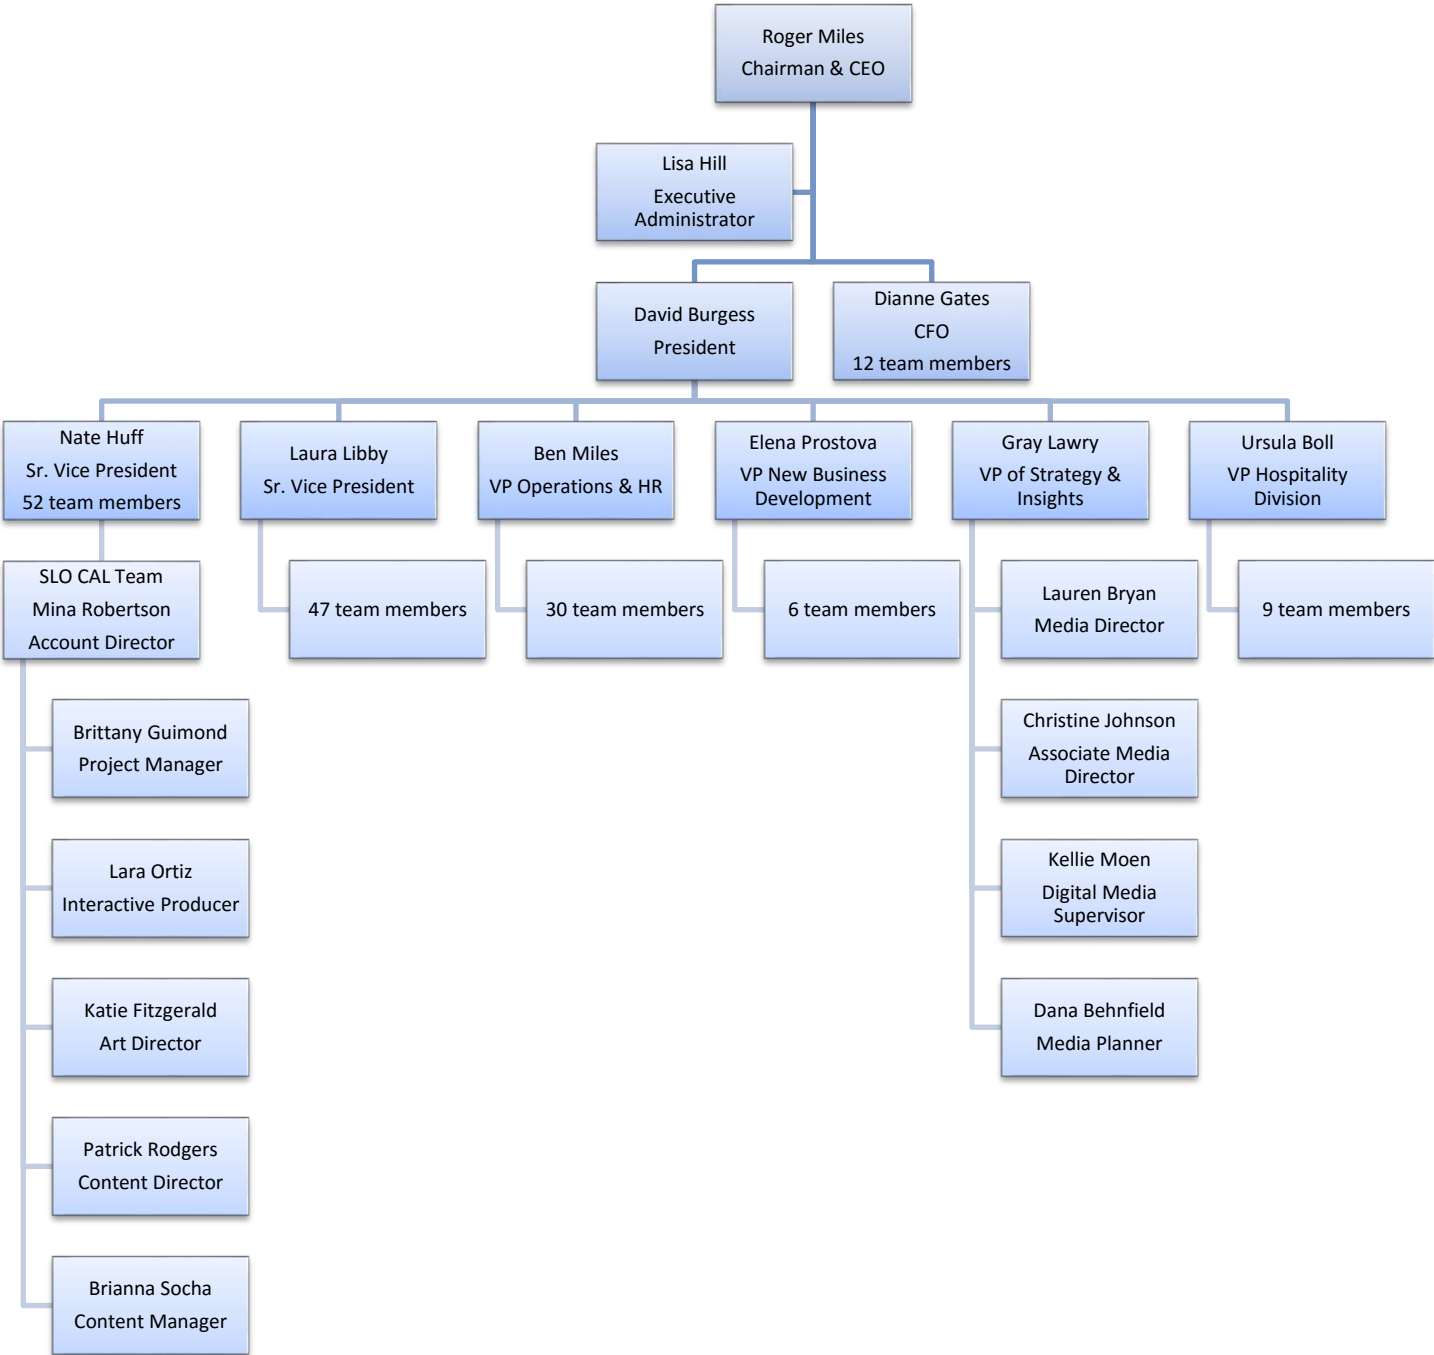 Roger Miles
Chairman & CEO
Lisa Hill
Executive
Administrator
David Burgess
President
Dianne Gates
CFO
12 team members
Nate Huff
Sr. Vice President
52 team members
Laura Libby
Sr. Vice President
Ben Miles
VP Operations & HR
Elena Prostova
VP New Business
Development
Gray Lawry
VP of Strategy &
Insights
Ursula Boll
VP Hospitality
Division
SLO CAL Team
Mina Robertson
Account Director
47 team members
30 team members
6 team members
Lauren Bryan
Media Director
9 team members
Brittany Guimond
Project Manager
Christine Johnson
Associate Media
Director
Lara Ortiz
Interactive Producer
Kellie Moen
Digital Media
Supervisor
Katie Fitzgerald
Art Director
Dana Behnfield
Media Planner
Patrick Rodgers
Content Director
Brianna Socha
Content Manager